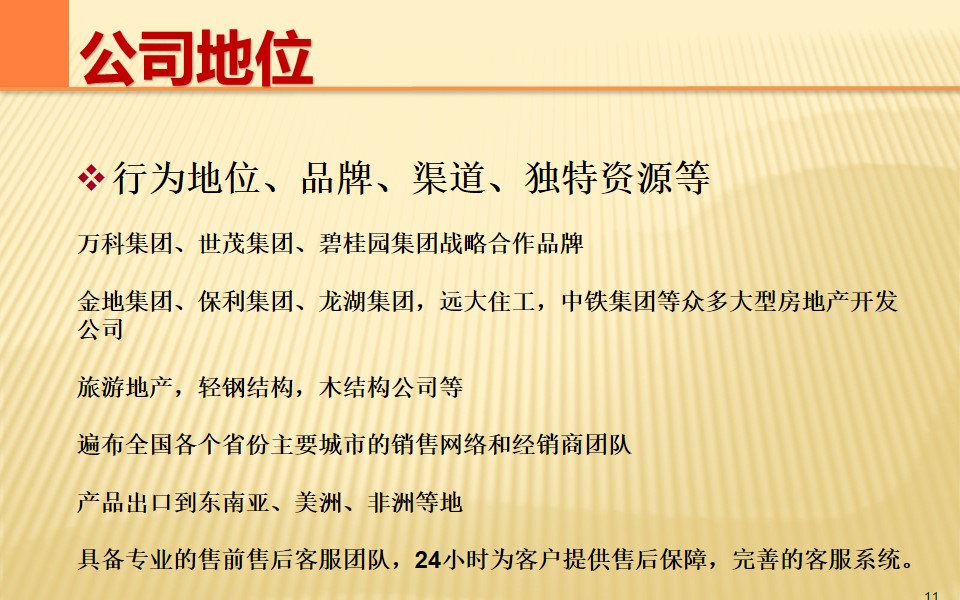 公司地位
行为地位、品牌、渠道、独特资源等
万科集团、世茂集团、碧桂园集团战略合作品牌
金地集团、保利集团、龙湖集团，远大住工，中铁集团等众多大型房地产开发
公司
旅游地产，轻钢结构，木结构公司等
遍布全国各个省份主要城市的销售网络和经销商团队
产品出口到东南亚、美洲、非洲等地
具备专业的售前售后客服团队，24小时为客户提供售后保障，完善的客服系统。
11